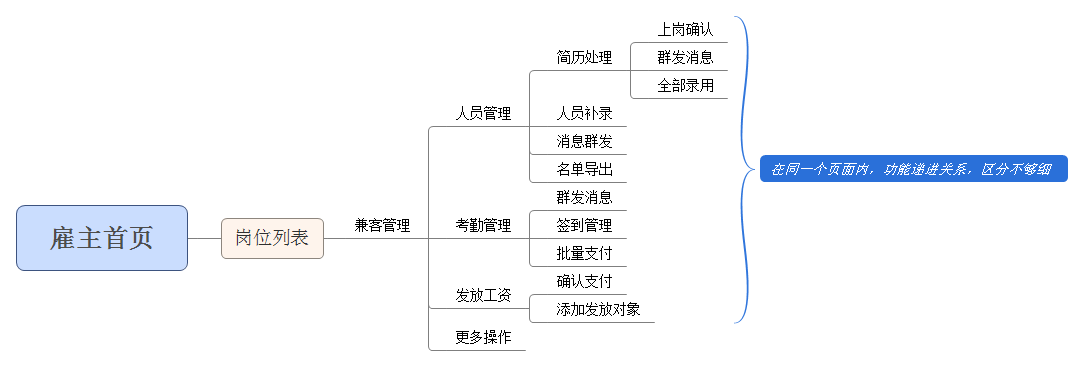 雇主首页
岗位列表
兼客管理
人员管理
简历处理
上岗确认
群发消息
全部录用
人员补录
消息群发
名单导出
考勤管理
群发消息
签到管理
批量支付
发放工资
确认支付
添加发放对象
更多操作
在同一个页面内，功能递进关系，区分不够细